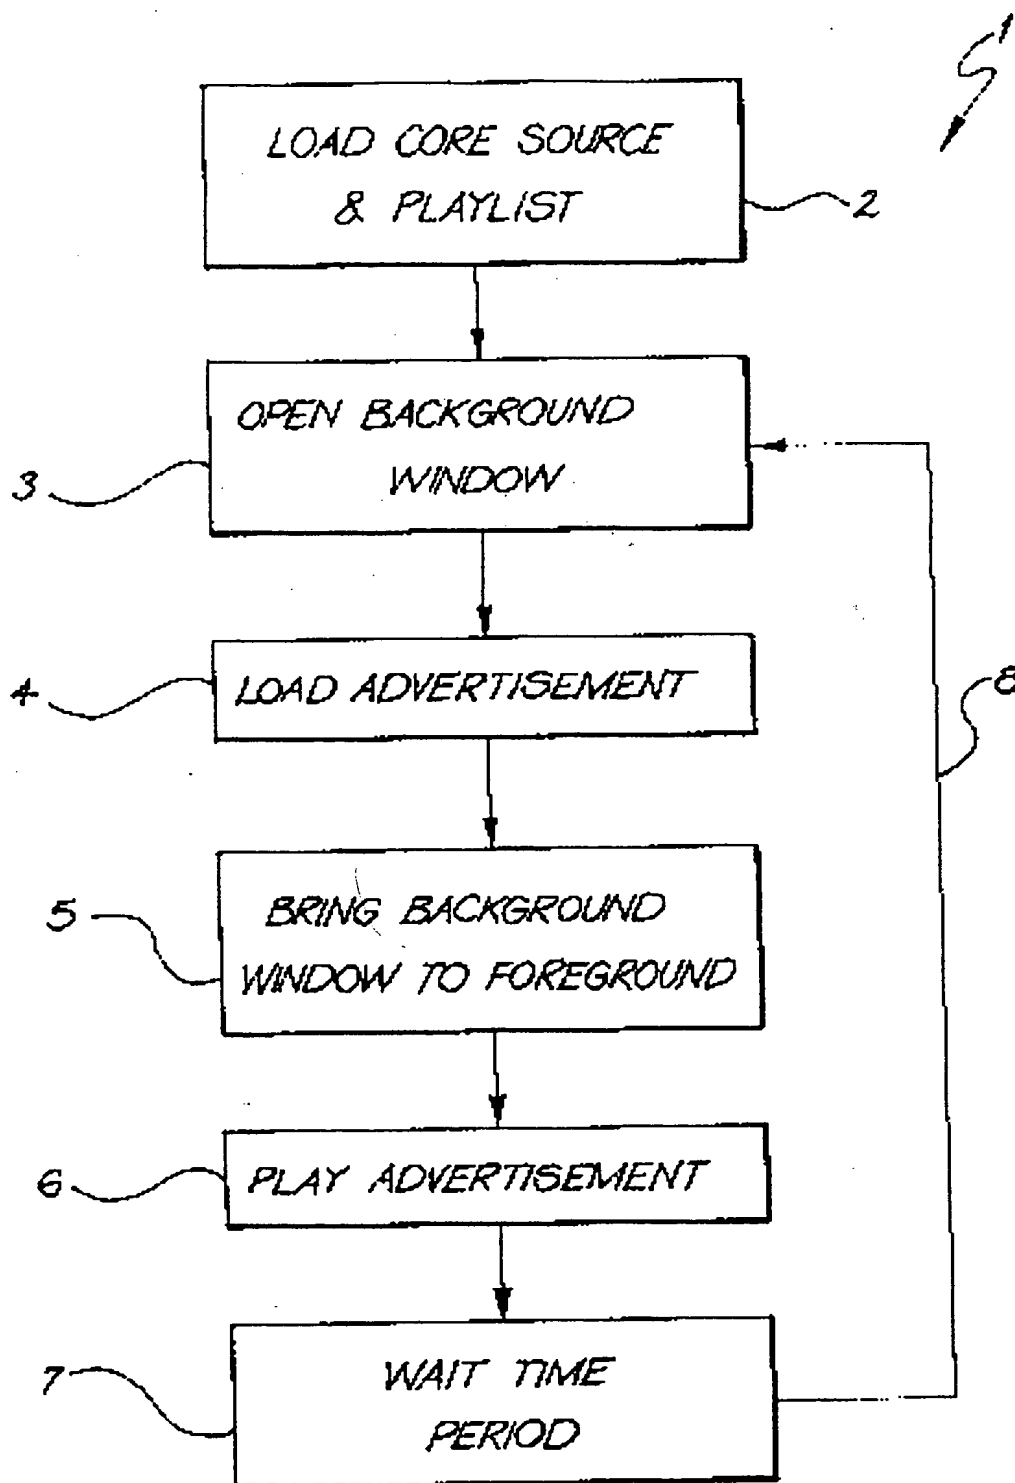 1
LOAD CORE SOURCE
& PLAYLIST
2
OPEN BACKGROUND
WINDOW
3
LOAD ADVERTISEMENT
4
8
BRING BACKGROUND
WINDOW TO FOREGROUND
5
PLAY ADVERTISEMENT
6
WAIT TIME
PERIOD
7